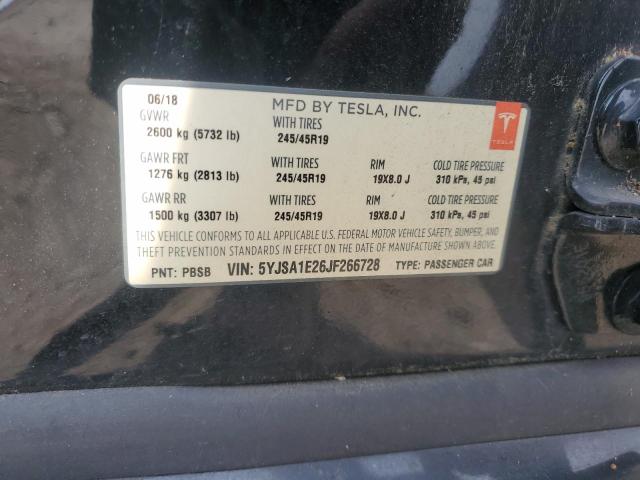 06/18 MFD BY TESLA, INC.
GVWR WITH TIRES
2600 kg (5732 lb) 245/45R19
TESLA
GAWR FRT WITH TIRES RIM COLD TIRE PRESSURE
1276 kg (2813 lb) 245/45R19 19X8.0 J 310 kPa, 45 psi
GAWR RR WITH TIRES RIM COLD TIRE PRESSURE
1500 kg (3307 lb) 245/45R19 19X8.0 J 310 kPa, 45 psi
THIS VEHICLE CONFORMS TO ALL APPLICABLE U.S. FEDERAL MOTOR VEHICLE SAFETY, BUMPER, AND
THEFT PREVENTION STANDARDS IN EFFECT ON THE DATE OF MANUFACTURE SHOWN ABOVE.
PNT: PBSB VIN: 5YJSA1E26JF266728 TYPE: PASSENGER CAR